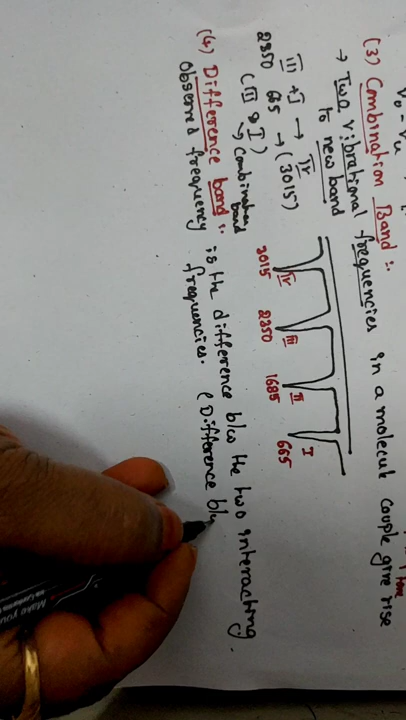 (3) Combination Band :-
→ Two vibrational frequencies in a molecule couple give rise
to new band
III + I → IV
2350 665 → (3015)
(III & I)
↳ Combination
band
IV III II I
3015 2350 1685 665
(4) Difference band :-
Observed frequency is the difference b/w the two interacting
frequencies. (Difference b/w
Make you